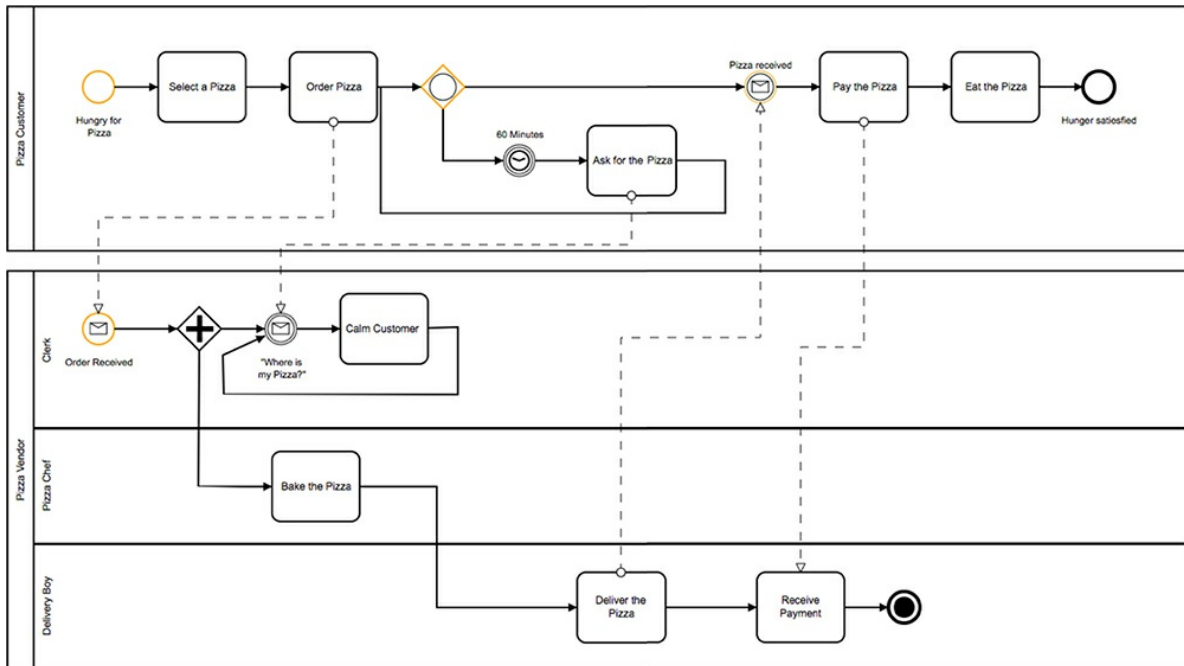 Pizza Customer
Hungry for
Pizza
Select a Pizza
Order Pizza
60 Minutes
Ask for the Pizza
Pizza received
Pay the Pizza
Eat the Pizza
Hunger satiesfied
Pizza Vendor
Clerk
Order Received
"Where is
my Pizza?"
Calm Customer
Pizza Chef
Bake the Pizza
Delivery Boy
Deliver the
Pizza
Receive
Payment